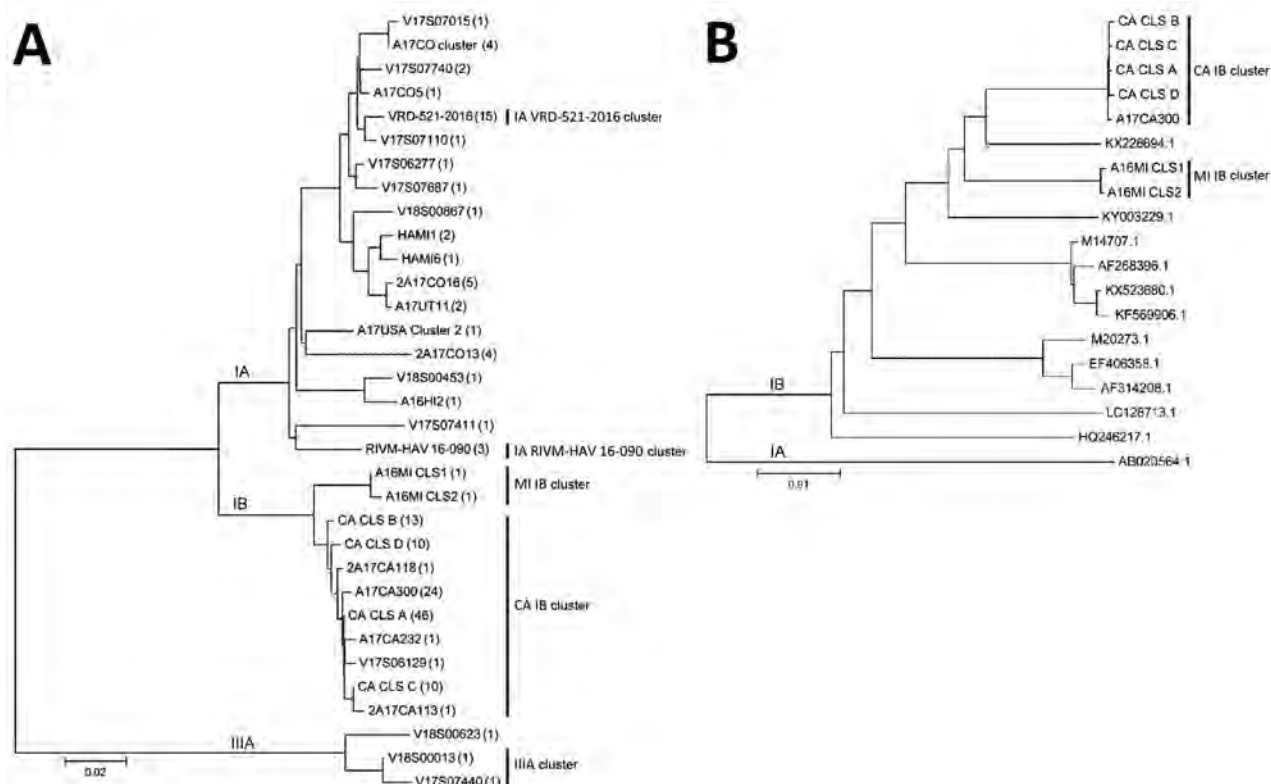 A
V17S07015 (1)
A17CO cluster (4)
V17S07740 (2)
A17CO5 (1)
VRD-521-2016 (15)
IA VRD-521-2016 cluster
V17S07110 (1)
V17S06277 (1)
V17S07687 (1)
V18S00867 (1)
HAMI1 (2)
HAMI6 (1)
2A17CO16 (5)
A17UT11 (2)
A17USA Cluster 2 (1)
2A17CO13 (4)
IA
V18S00453 (1)
A16HI2 (1)
V17S07411 (1)
RIVM-HAV 16-090 (3)
IA RIVM-HAV 16-090 cluster
A16MI CLS1 (1)
MI IB cluster
A16MI CLS2 (1)
IB
CA CLS B (13)
CA CLS D (10)
2A17CA118 (1)
A17CA300 (24)
CA IB cluster
CA CLS A (46)
A17CA232 (1)
V17S06129 (1)
CA CLS C (10)
2A17CA113 (1)
V18S00623 (1)
IIIA
V18S00013 (1)
IIIA cluster
V17S07440 (1)
0.02
B
CA CLS B
CA CLS C
CA CLS A
CA IB cluster
CA CLS D
A17CA300
KX228694.1
A16MI CLS1
MI IB cluster
A16MI CLS2
KY003229.1
M14707.1
AF268396.1
KX523680.1
KF569906.1
M20273.1
EF406358.1
AF314208.1
IB
LC128713.1
HQ246217.1
IA
AB020564.1
0.01